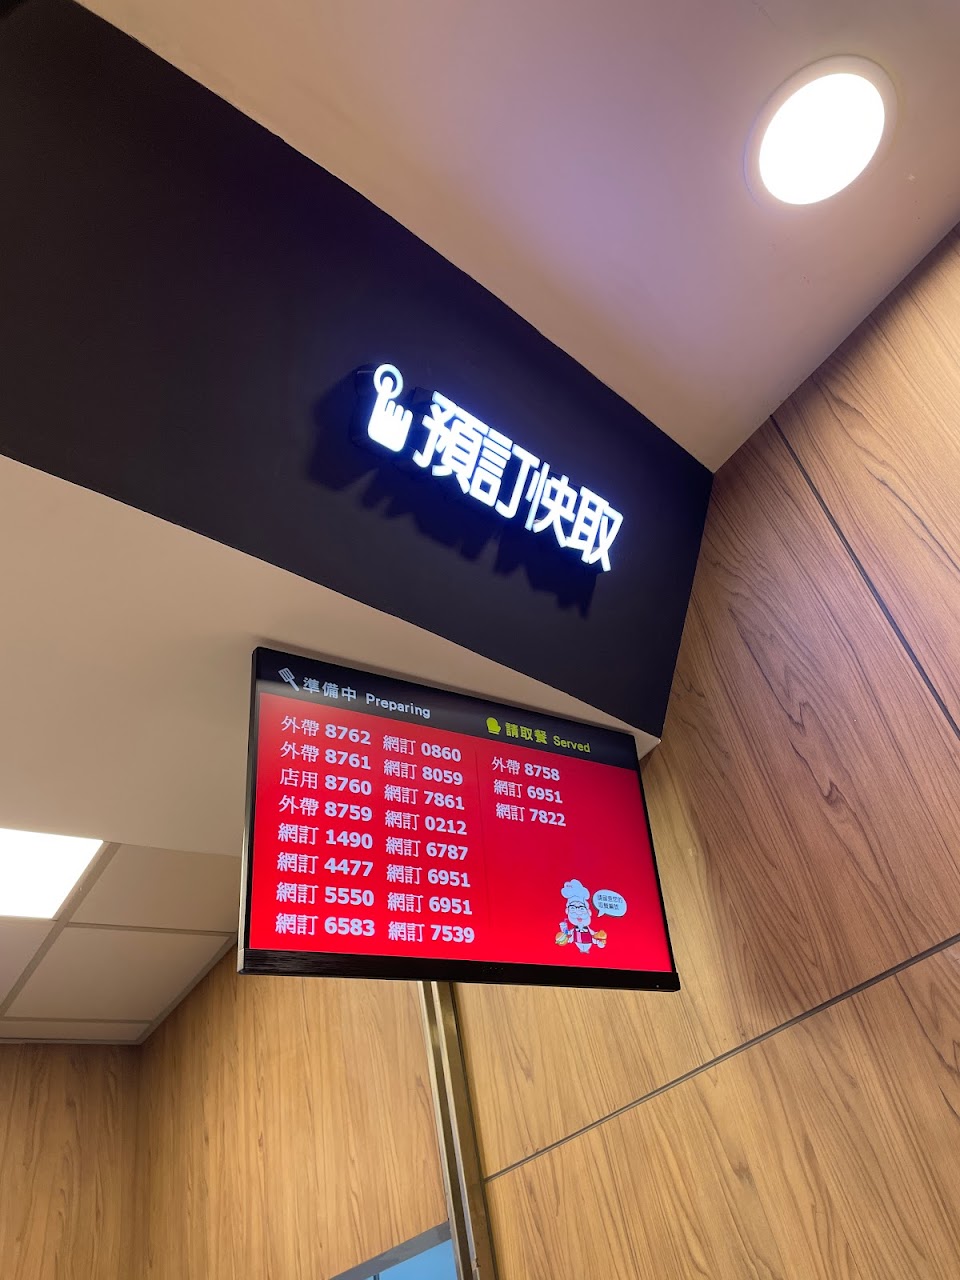 預訂快取
準備中 Preparing
外帶 8762
外帶 8761
店用 8760
外帶 8759
網訂 1490
網訂 4477
網訂 5550
網訂 6583
網訂 0860
網訂 8059
網訂 7861
網訂 0212
網訂 6787
網訂 6951
網訂 6951
網訂 7539
請取餐 Served
外帶 8758
網訂 6951
網訂 7822